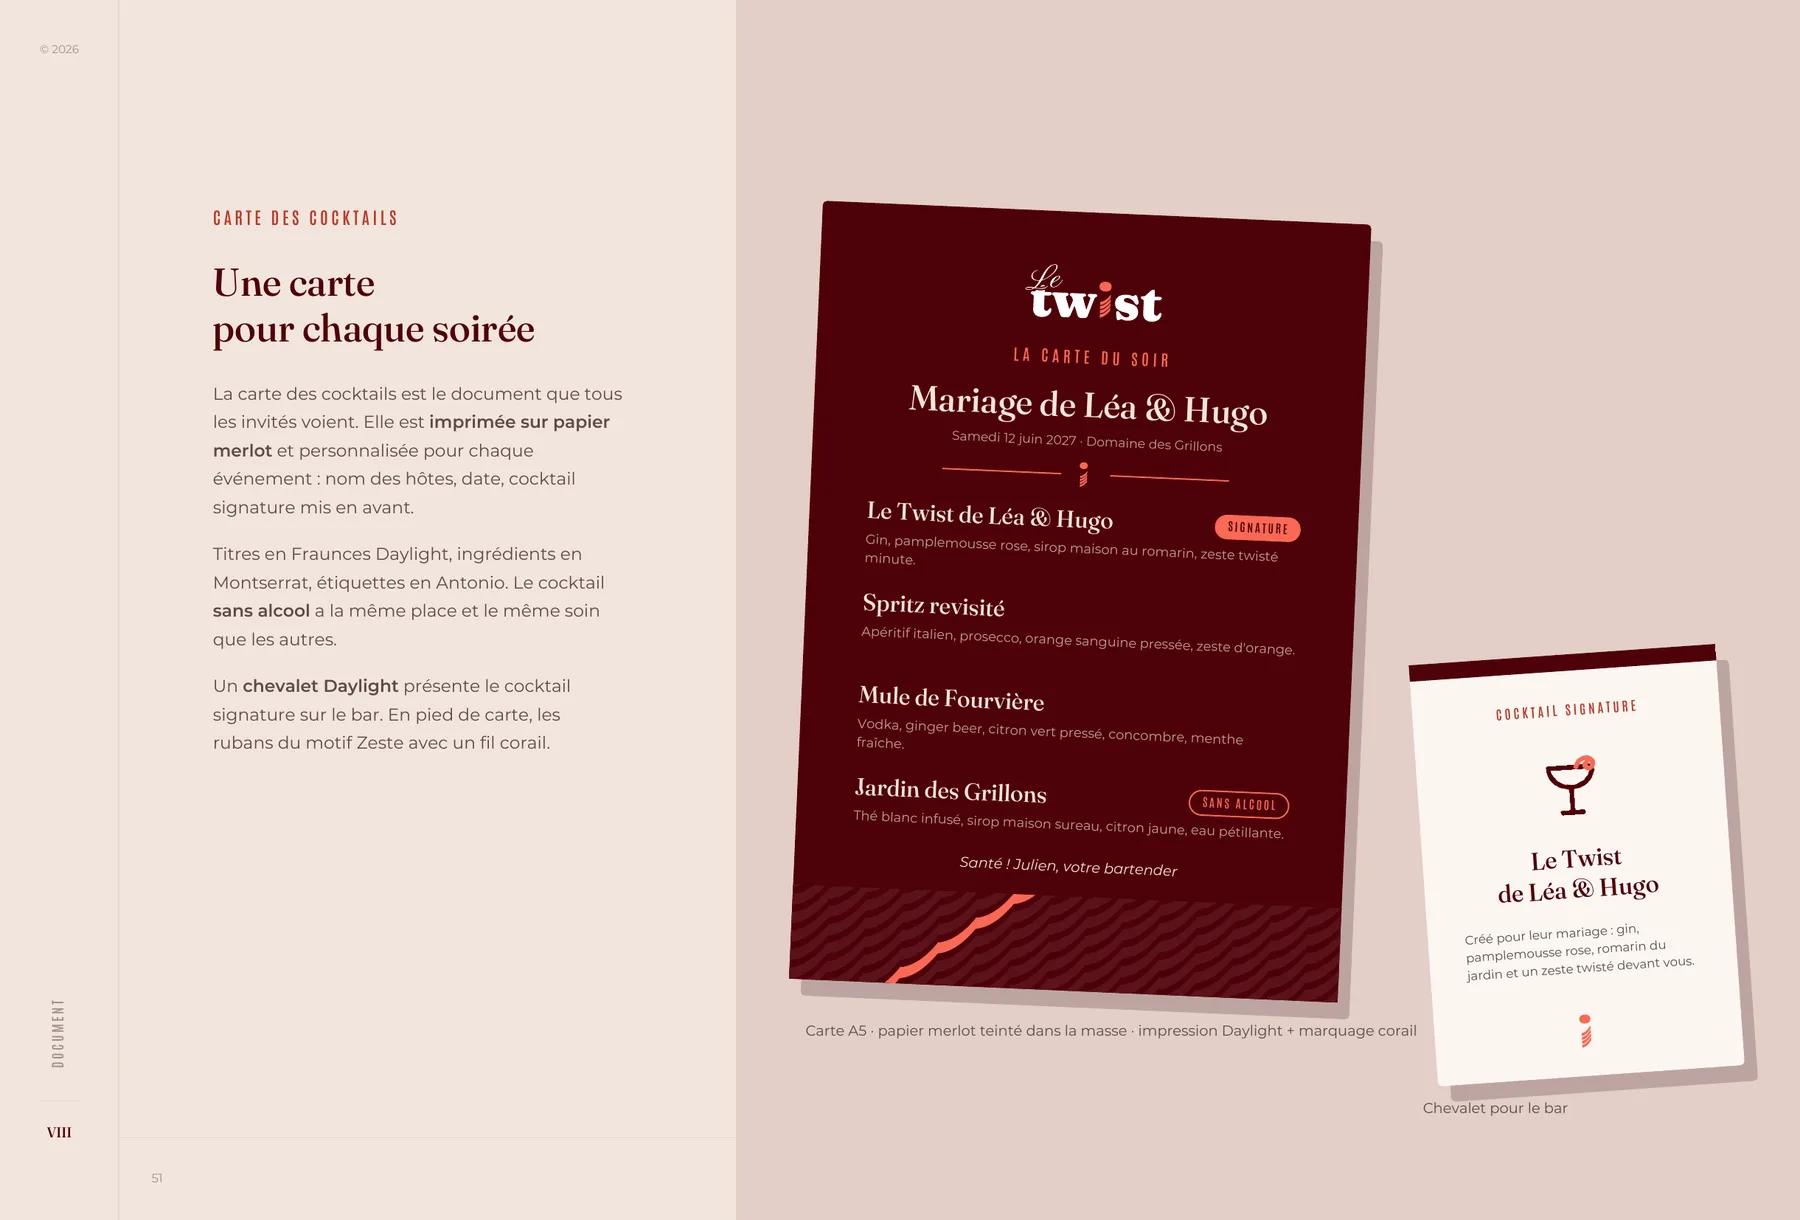 © 2026
CARTE DES COCKTAILS
Une carte
pour chaque soirée
La carte des cocktails est le document que tous
les invités voient. Elle est imprimée sur papier
merlot et personnalisée pour chaque
événement : nom des hôtes, date, cocktail
signature mis en avant.
Titres en Fraunces Daylight, ingrédients en
Montserrat, étiquettes en Antonio. Le cocktail
sans alcool a la même place et le même soin
que les autres.
Un chevalet Daylight présente le cocktail
signature sur le bar. En pied de carte, les
rubans du motif Zeste avec un fil corail.
DOCUMENT
VIII
51
Le
twist
LA CARTE DU SOIR
Mariage de Léa & Hugo
Samedi 12 juin 2027 · Domaine des Grillons
Le Twist de Léa & Hugo
SIGNATURE
Gin, pamplemousse rose, sirop maison au romarin, zeste twisté
minute.
Spritz revisité
Apéritif italien, prosecco, orange sanguine pressée, zeste d'orange.
Mule de Fourvière
Vodka, ginger beer, citron vert pressé, concombre, menthe
fraîche.
Jardin des Grillons
SANS ALCOOL
Thé blanc infusé, sirop maison sureau, citron jaune, eau pétillante.
Santé ! Julien, votre bartender
Carte A5 · papier merlot teinté dans la masse · impression Daylight + marquage corail
COCKTAIL SIGNATURE
Le Twist
de Léa & Hugo
Créé pour leur mariage : gin,
pamplemousse rose, romarin du
jardin et un zeste twisté devant vous.
Chevalet pour le bar